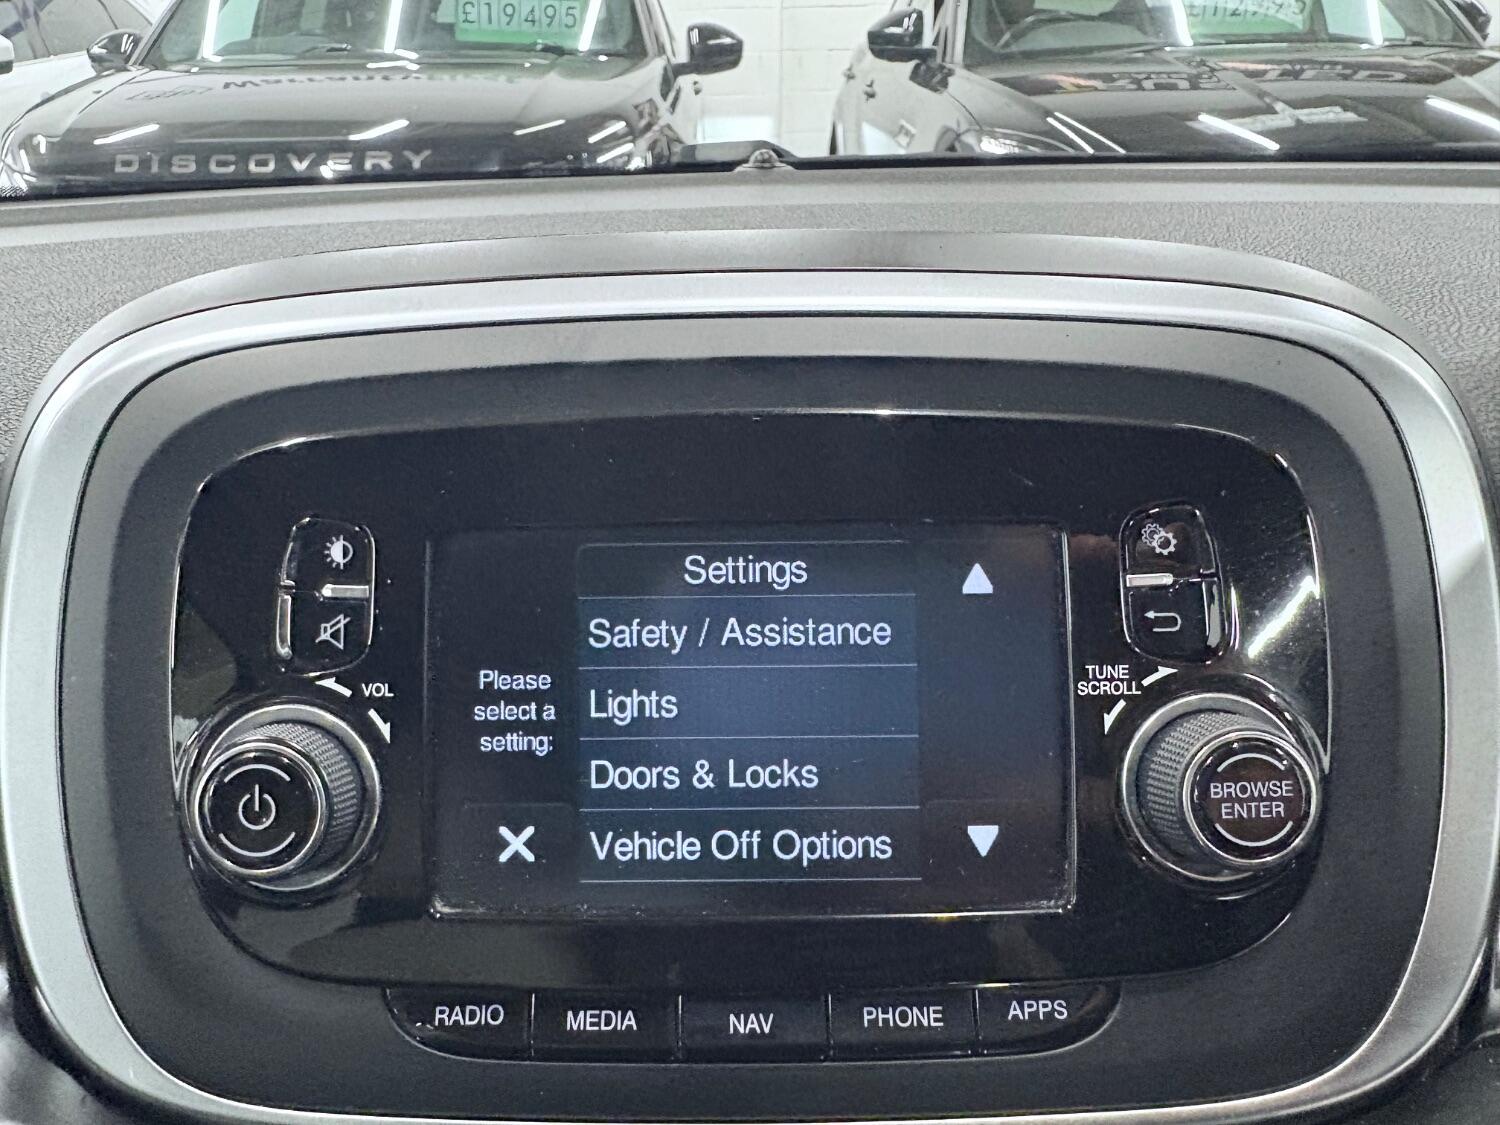 £19495
DISCOVERY
Settings
Safety / Assistance
Lights
Doors & Locks
Vehicle Off Options
Please
select a
setting:
VOL
TUNE
SCROLL
BROWSE
ENTER
RADIO
MEDIA
NAV
PHONE
APPS